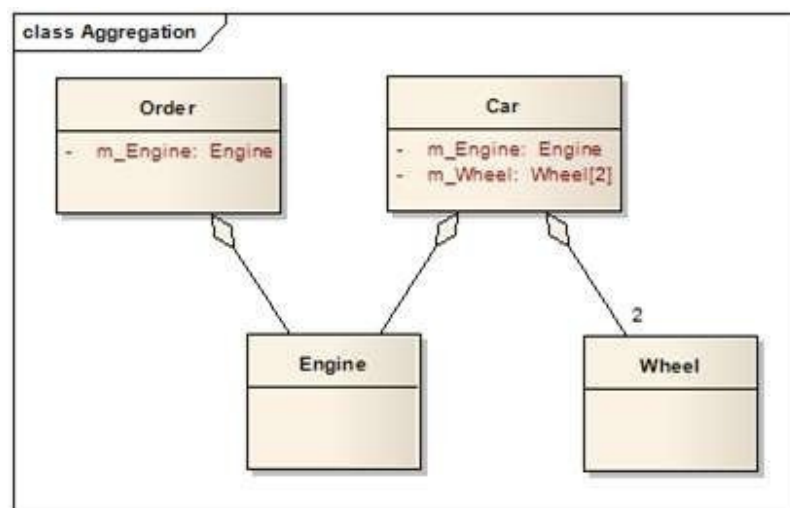 class Aggregation
Order
- m_Engine: Engine
Car
- m_Engine: Engine
- m_Wheel: Wheel[2]
2
Engine
Wheel